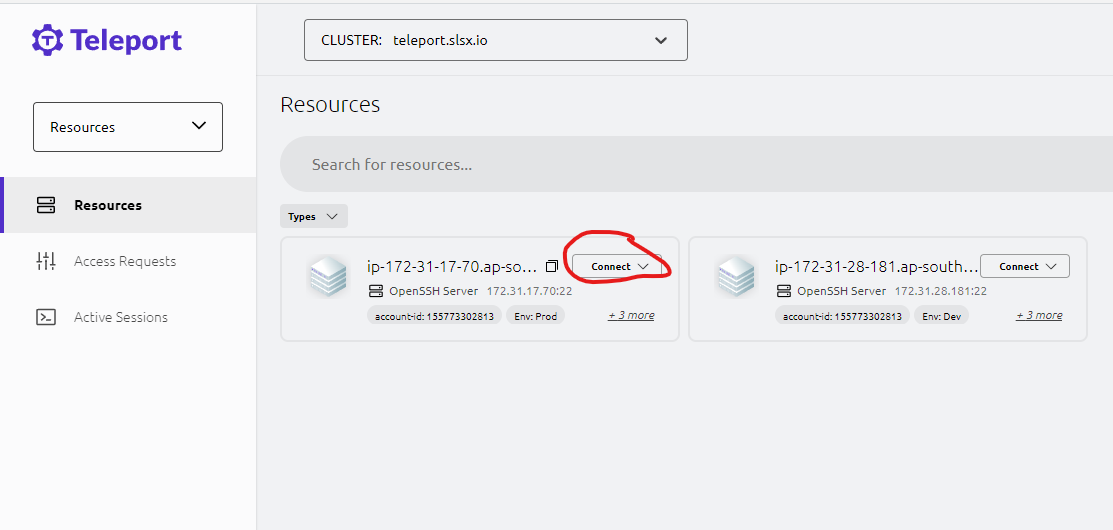 Teleport
CLUSTER: teleport.slsx.io
Resources
Resources
Access Requests
Active Sessions
Resources
Search for resources...
Types
ip-172-31-17-70.ap-so... Connect
OpenSSH Server 172.31.17.70:22
account-id: 155773302813 Env: Prod + 3 more
ip-172-31-28-181.ap-south... Connect
OpenSSH Server 172.31.28.181:22
account-id: 155773302813 Env: Dev + 3 more